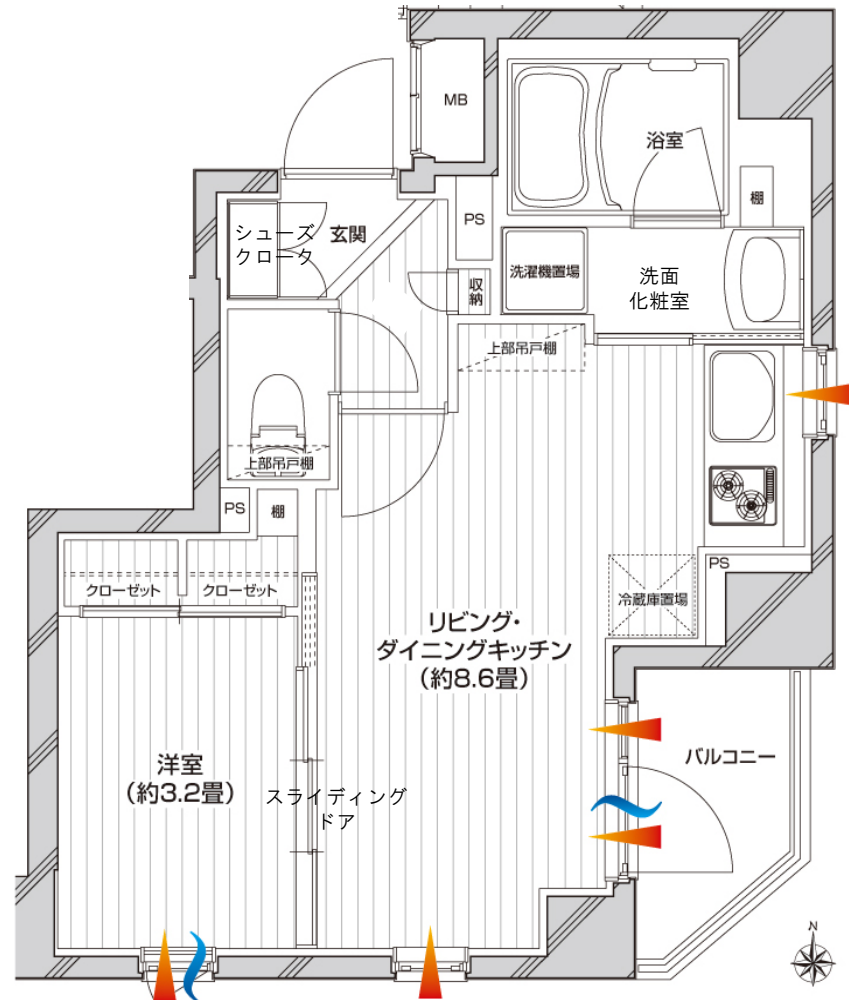 MB
浴室
棚
PS
シューズ
クローク
玄関
洗濯機置場
洗面
化粧室
収納
上部吊戸棚
上部吊戸棚
PS
棚
PS
クローゼット
クローゼット
冷蔵庫置場
リビング・
ダイニングキッチン
(約8.6畳)
洋室
(約3.2畳)
スライディング
ドア
バルコニー
N